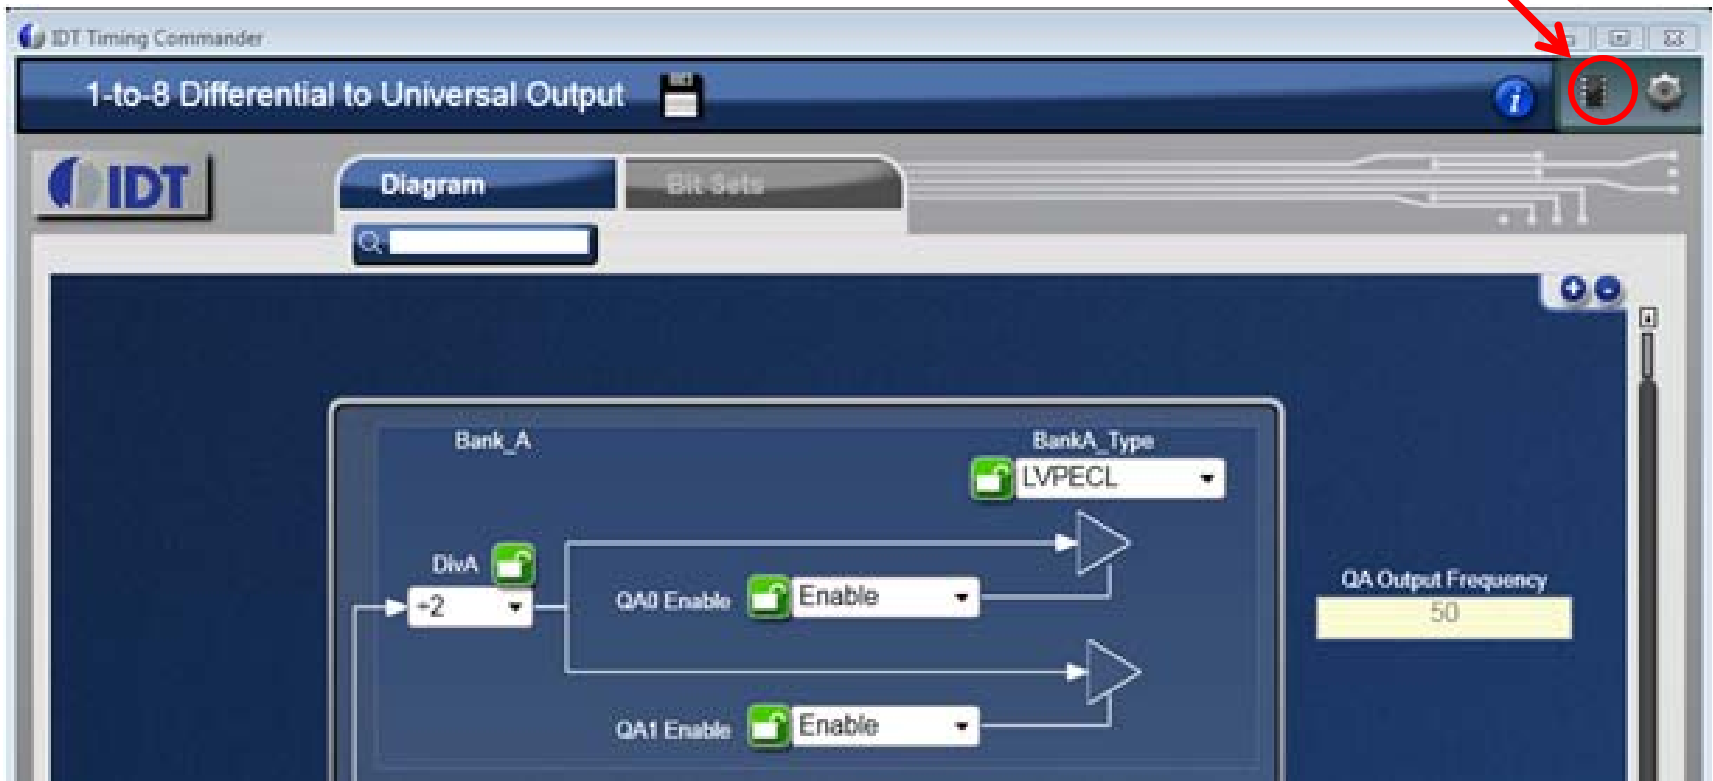 IDT Timing Commander
1-to-8 Differential to Universal Output
i
IDT
Diagram
Bit Sets
Bank_A
BankA_Type
LVPECL
DivA
÷2
QA0 Enable
Enable
QA Output Frequency
50
QA1 Enable
Enable